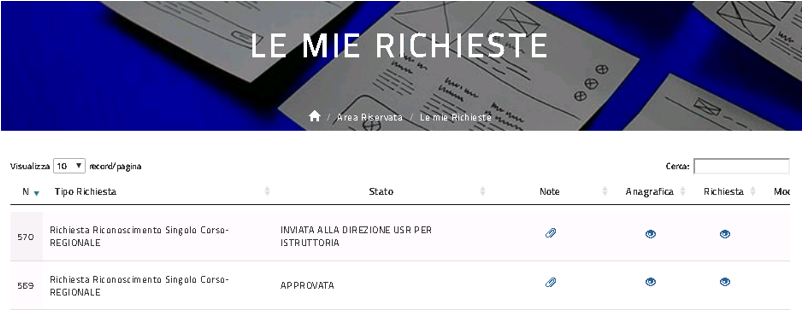 LE MIE RICHIESTE
/ Area Riservata / Le mie Richieste
Visualizza 10 record/pagina Cerca:
N Tipo Richiesta Stato Note Anagrafica Richiesta Mod
570 Richiesta Riconoscimento Singolo Corso- INVIATA ALLA DIREZIONE USR PER
REGIONALE ISTRUTTORIA
569 Richiesta Riconoscimento Singolo Corso- APPROVATA
REGIONALE